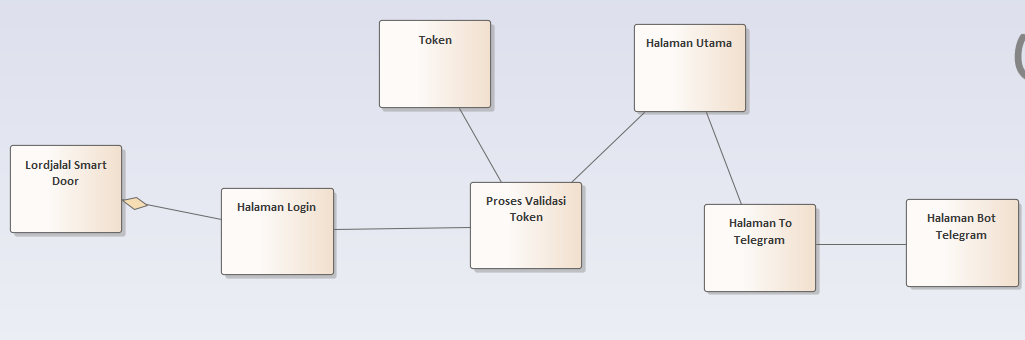 Token
Halaman Utama
Lordjalal Smart
Door
Halaman Login
Proses Validasi
Token
Halaman To
Telegram
Halaman Bot
Telegram